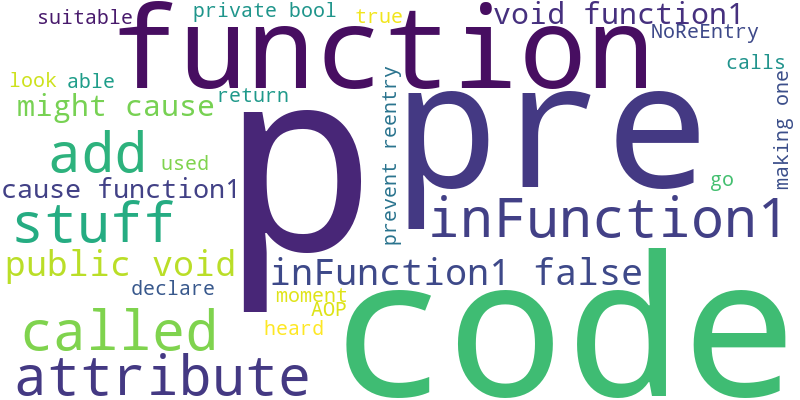 suitable
private bool
true
void function1
function
NoReEntry
look
able
calls
might cause
return
p
pre
prevent reentry
making one
add
used
cause function1
go
stuff
inFunction1
public void
inFunction1 false
declare
moment
AOP
code
called
heard
attribute